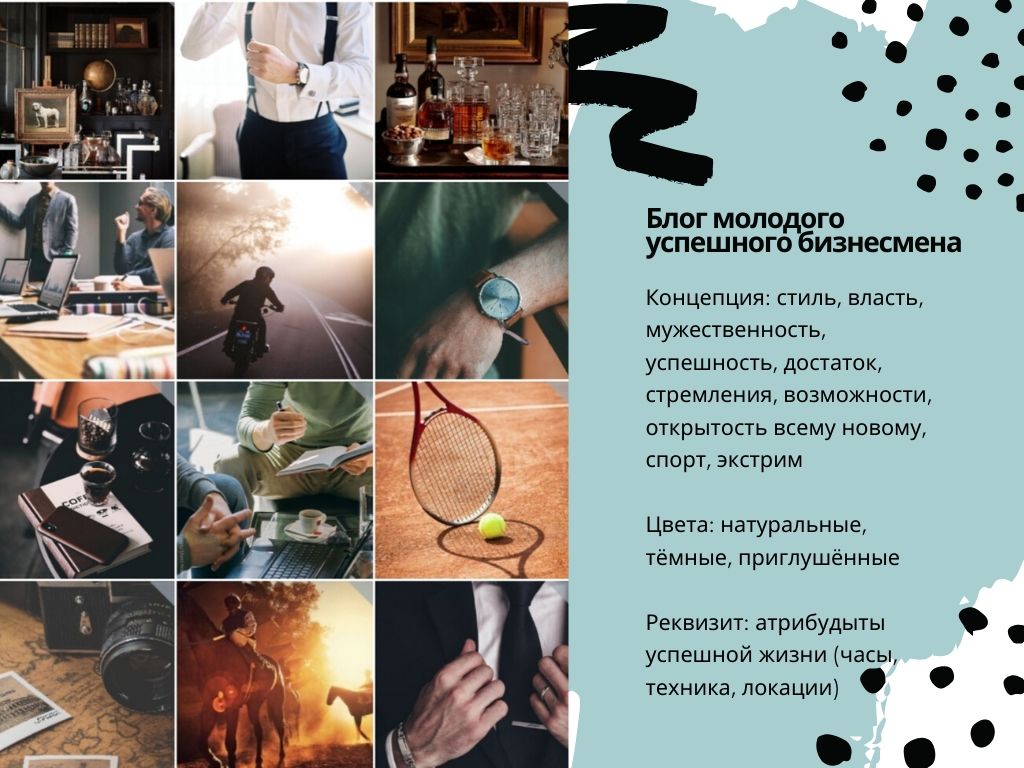 Блог молодого
успешного бизнесмена
Концепция: стиль, власть,
мужественность,
успешность, достаток,
стремления, возможности,
открытость всему новому,
спорт, экстрим
Цвета: натуральные,
тёмные, приглушённые
Реквизит: атрибудыты
успешной жизни (часы,
техника, локации)